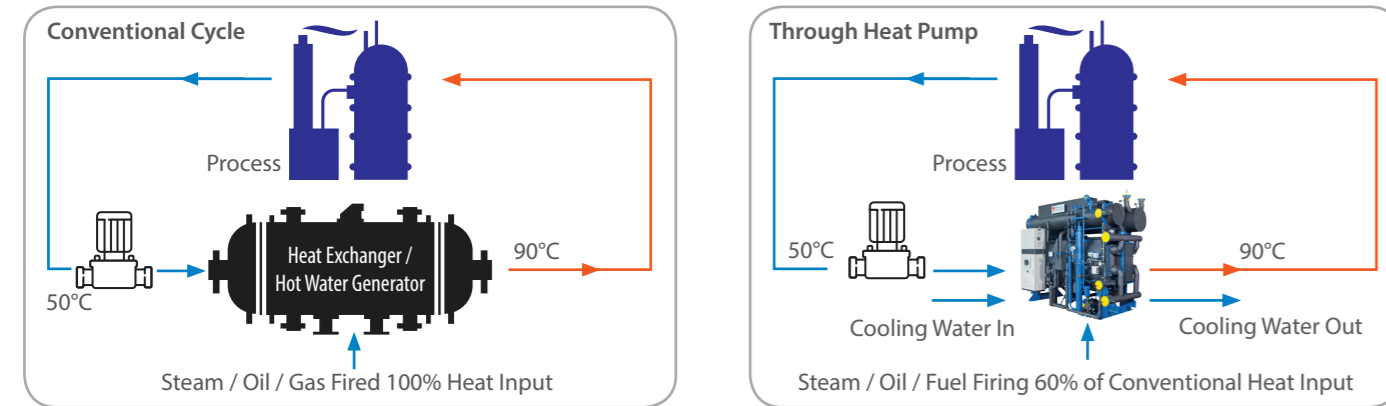 Conventional Cycle
Process
50°C
Heat Exchanger /
Hot Water Generator
90°C
Steam / Oil / Gas Fired 100% Heat Input
Through Heat Pump
Process
50°C
90°C
Cooling Water In
Cooling Water Out
Steam / Oil / Fuel Firing 60% of Conventional Heat Input